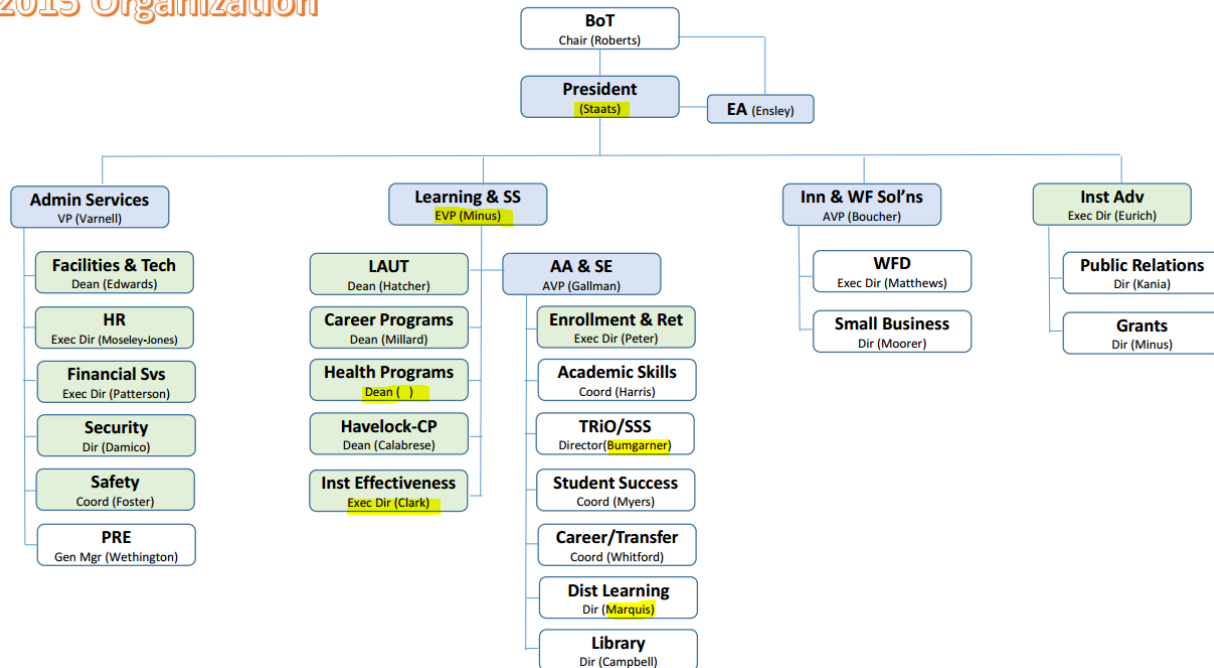 2015 Organization
BoT
Chair (Roberts)
President
(Staats)
EA (Ensley)
Admin Services
VP (Varnell)
Facilities & Tech
Dean (Edwards)
HR
Exec Dir (Moseley-Jones)
Financial Svs
Exec Dir (Patterson)
Security
Dir (Damico)
Safety
Coord (Foster)
PRE
Gen Mgr (Wethington)
Learning & SS
EVP (Minus)
LAUT
Dean (Hatcher)
Career Programs
Dean (Millard)
Health Programs
Dean ( )
Havelock-CP
Dean (Calabrese)
Inst Effectiveness
Exec Dir (Clark)
AA & SE
AVP (Gallman)
Enrollment & Ret
Exec Dir (Peter)
Academic Skills
Coord (Harris)
TRiO/SSS
Director(Bumgarner)
Student Success
Coord (Myers)
Career/Transfer
Coord (Whitford)
Dist Learning
Dir (Marquis)
Library
Dir (Campbell)
Inn & WF Sol'ns
AVP (Boucher)
WFD
Exec Dir (Matthews)
Small Business
Dir (Moorer)
Inst Adv
Exec Dir (Eurich)
Public Relations
Dir (Kania)
Grants
Dir (Minus)